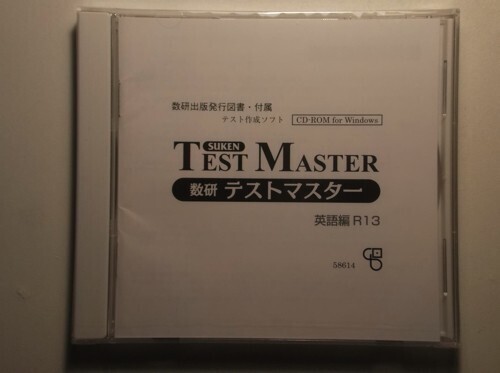 数研出版発行図書・付属
テスト作成ソフト CD-ROM for Windows
SUKEN
TEST MASTER
数研 テストマスター
英語編 R13
58614